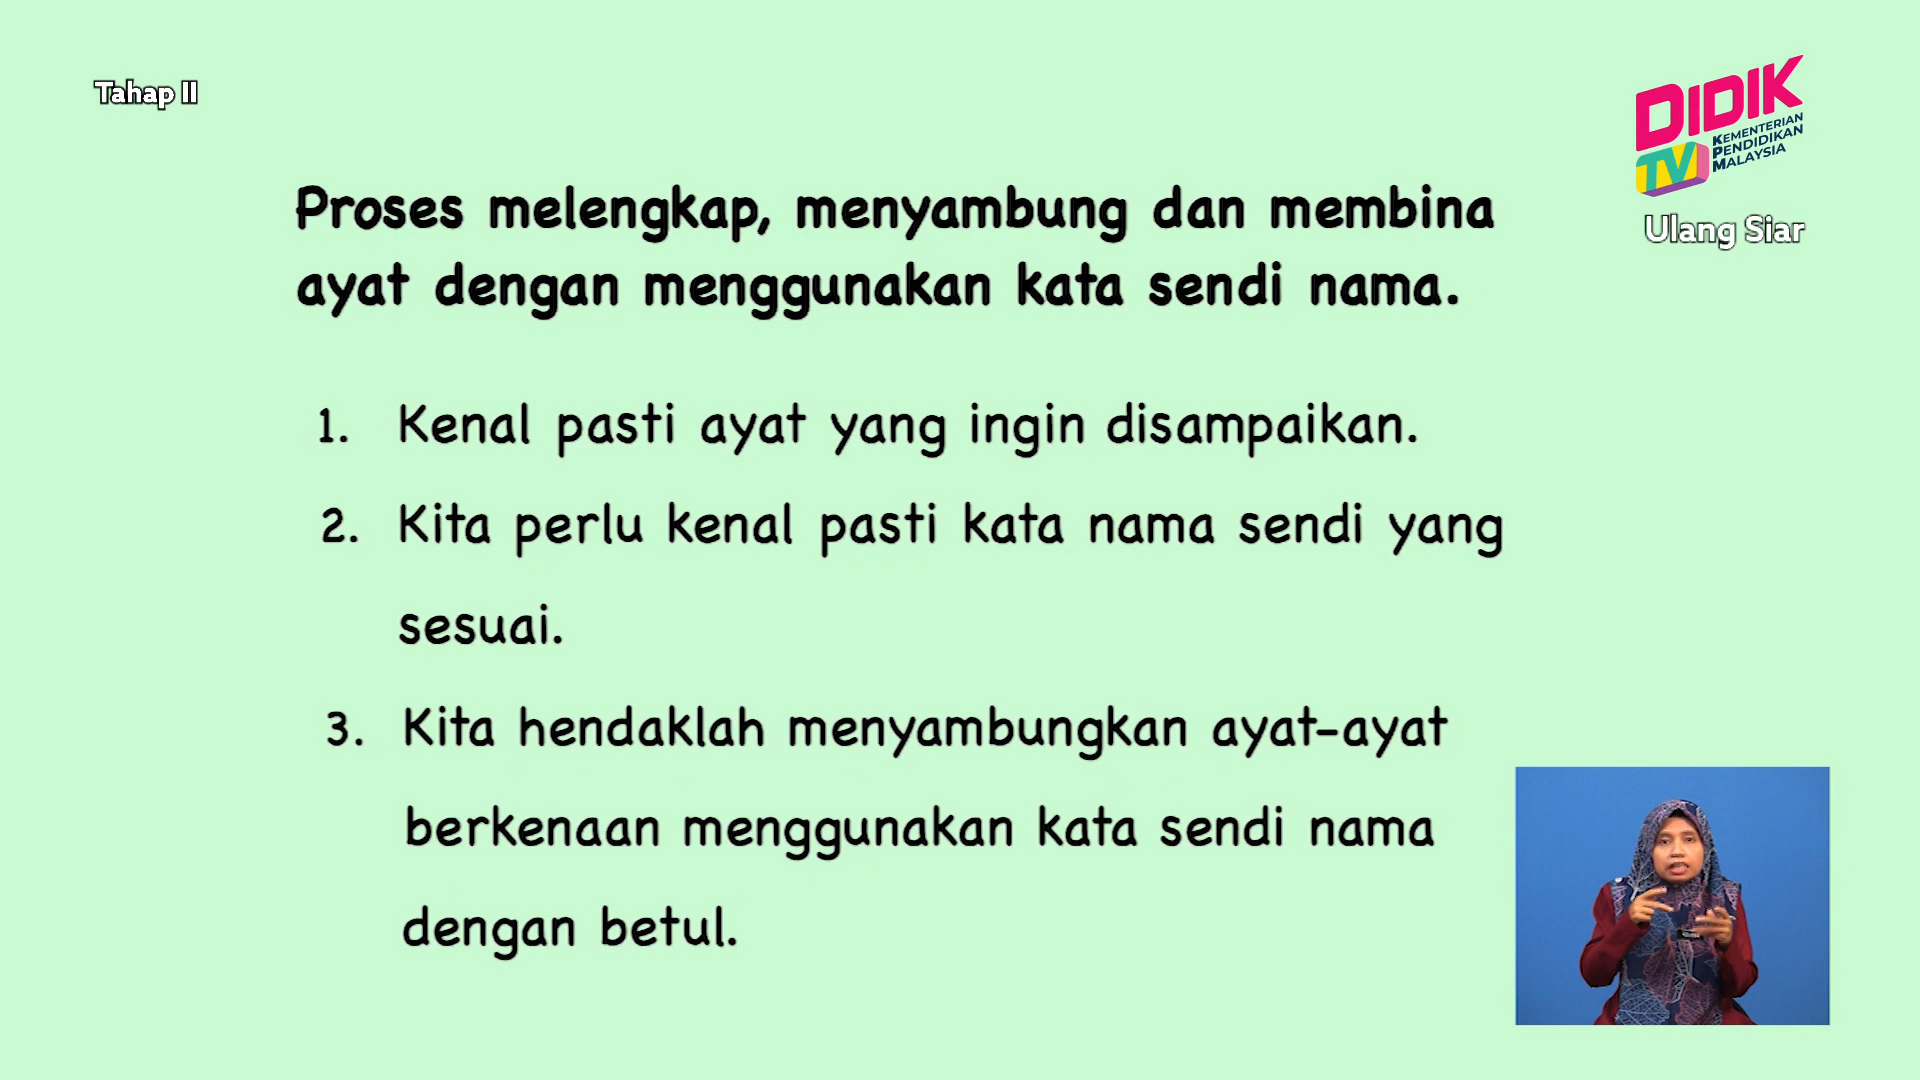 Tahap II
DIDIK
TV
KEMENTERIAN
PENDIDIKAN
MALAYSIA
Ulang Siar
Proses melengkap, menyambung dan membina
ayat dengan menggunakan kata sendi nama.
1. Kenal pasti ayat yang ingin disampaikan.
2. Kita perlu kenal pasti kata nama sendi yang
sesuai.
3. Kita hendaklah menyambungkan ayat-ayat
berkenaan menggunakan kata sendi nama
dengan betul.